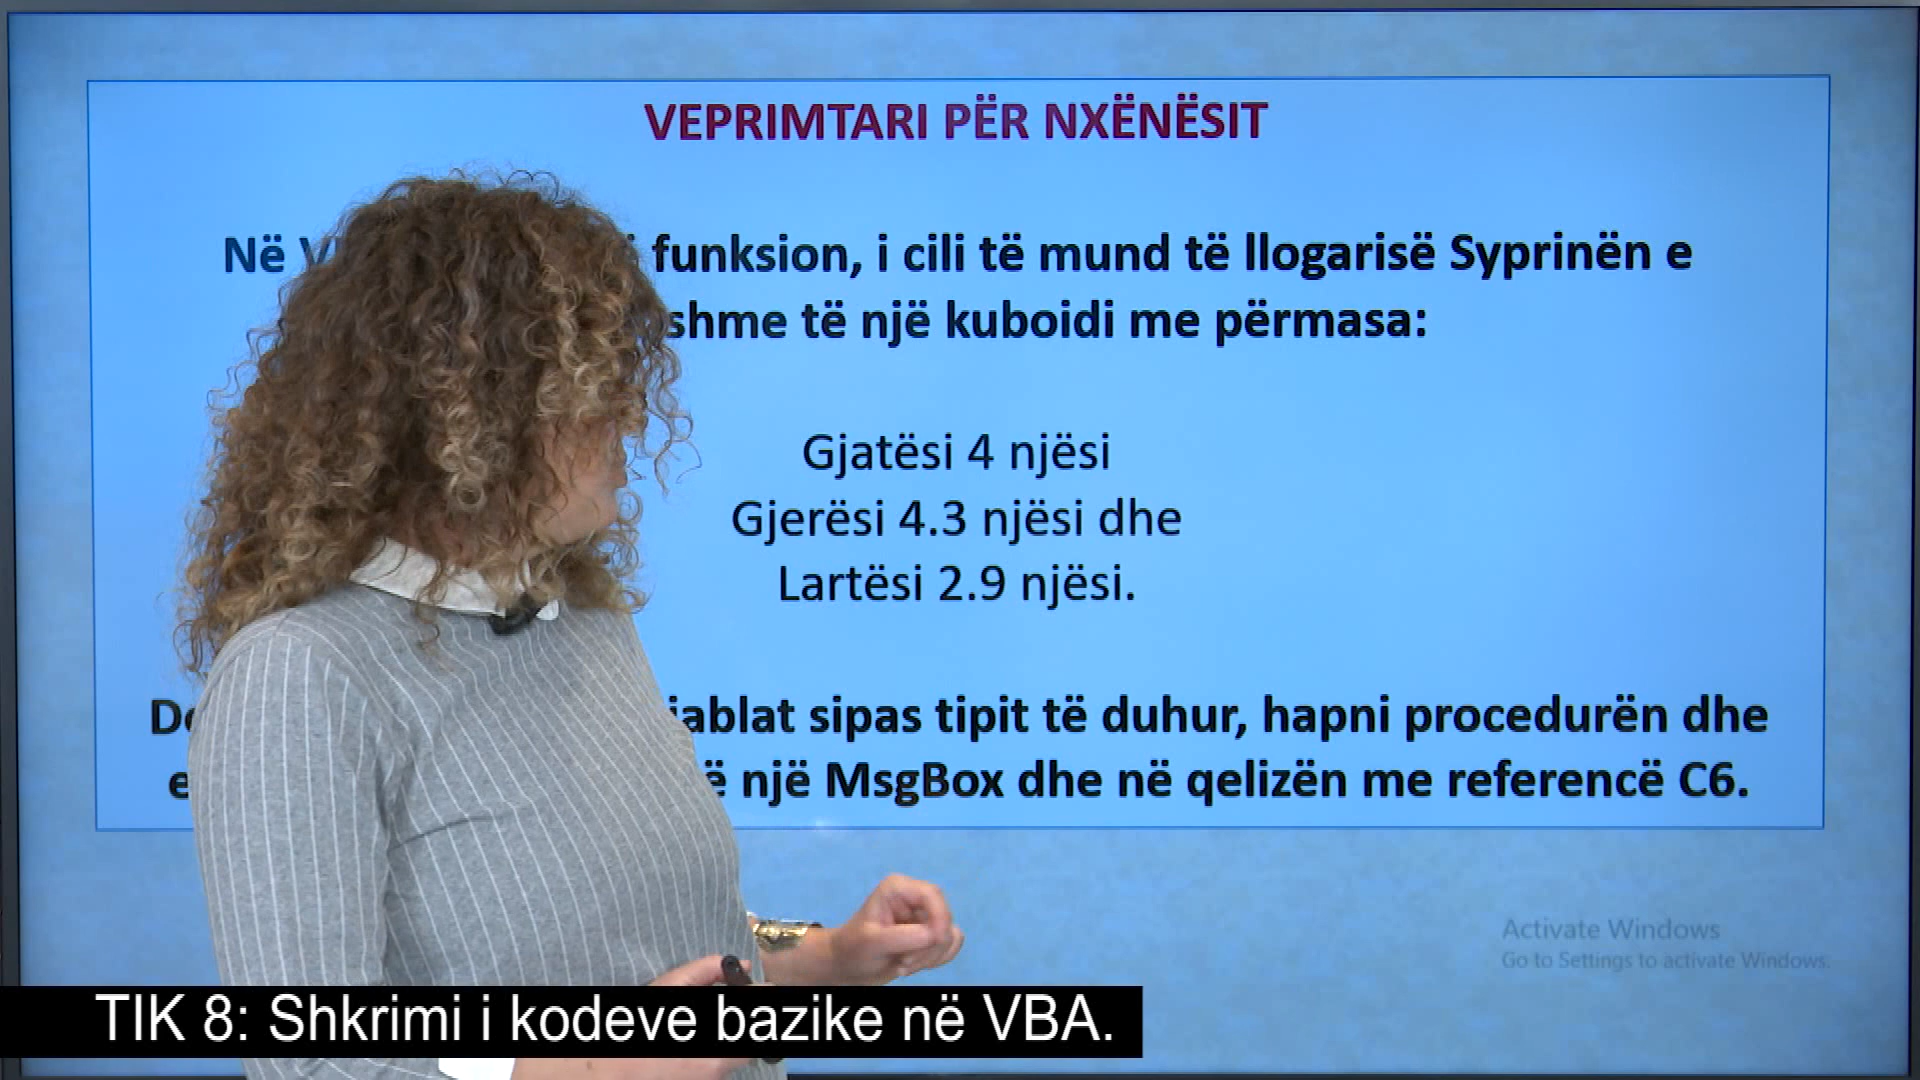 VEPRIMTARI PËR NXËNËSIT
Në funksion, i cili të mund të llogarisë Syprinën e
të një kuboidi me përmasa:
Gjatësi 4 njësi
Gjerësi 4.3 njësi dhe
Lartësi 2.9 njësi.
sipas tipit të duhur, hapni procedurën dhe
një MsgBox dhe në qelizën me referencë C6.
Activate Windows
Go to Settings to activate Windows.
TIK 8: Shkrimi i kodeve bazike në VBA.